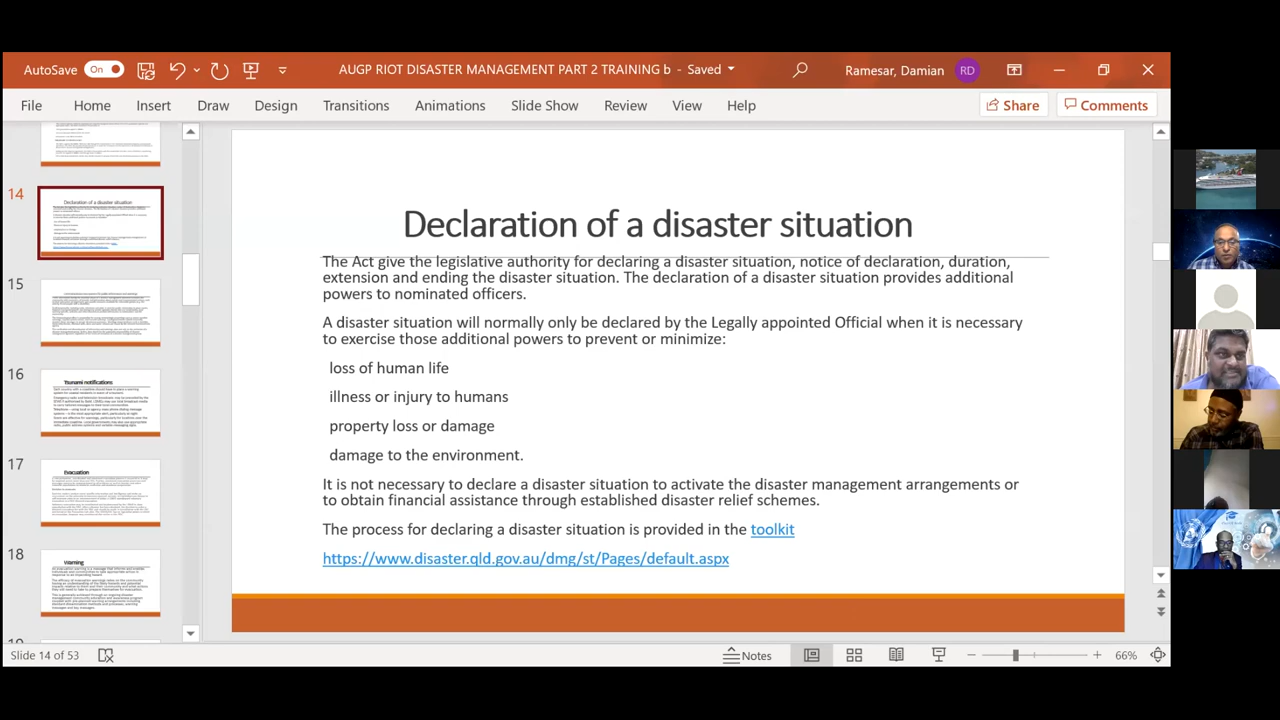 AutoSave On AUGP RIOT DISASTER MANAGEMENT PART 2 TRAINING b - Saved Ramesar, Damian RD
File Home Insert Draw Design Transitions Animations Slide Show Review View Help Share Comments
14
Declaration of a disaster situation
15
16
Tsunami notifications
17
Evacuation
18
Warning
Declaration of a disaster situation
The Act give the legislative authority for declaring a disaster situation, notice of declaration, duration,
extension and ending the disaster situation. The declaration of a disaster situation provides additional
powers to nominated officers.
A disaster situation will normally only be declared by the Legally appointed Official when it is necessary
to exercise those additional powers to prevent or minimize:
loss of human life
illness or injury to humans
property loss or damage
damage to the environment.
It is not necessary to declare a disaster situation to activate the disaster management arrangements or
to obtain financial assistance through established disaster relief schemes.
The process for declaring a disaster situation is provided in the toolkit
https://www.disaster.qld.gov.au/dmg/st/Pages/default.aspx
Slide 14 of 53 Notes 66%